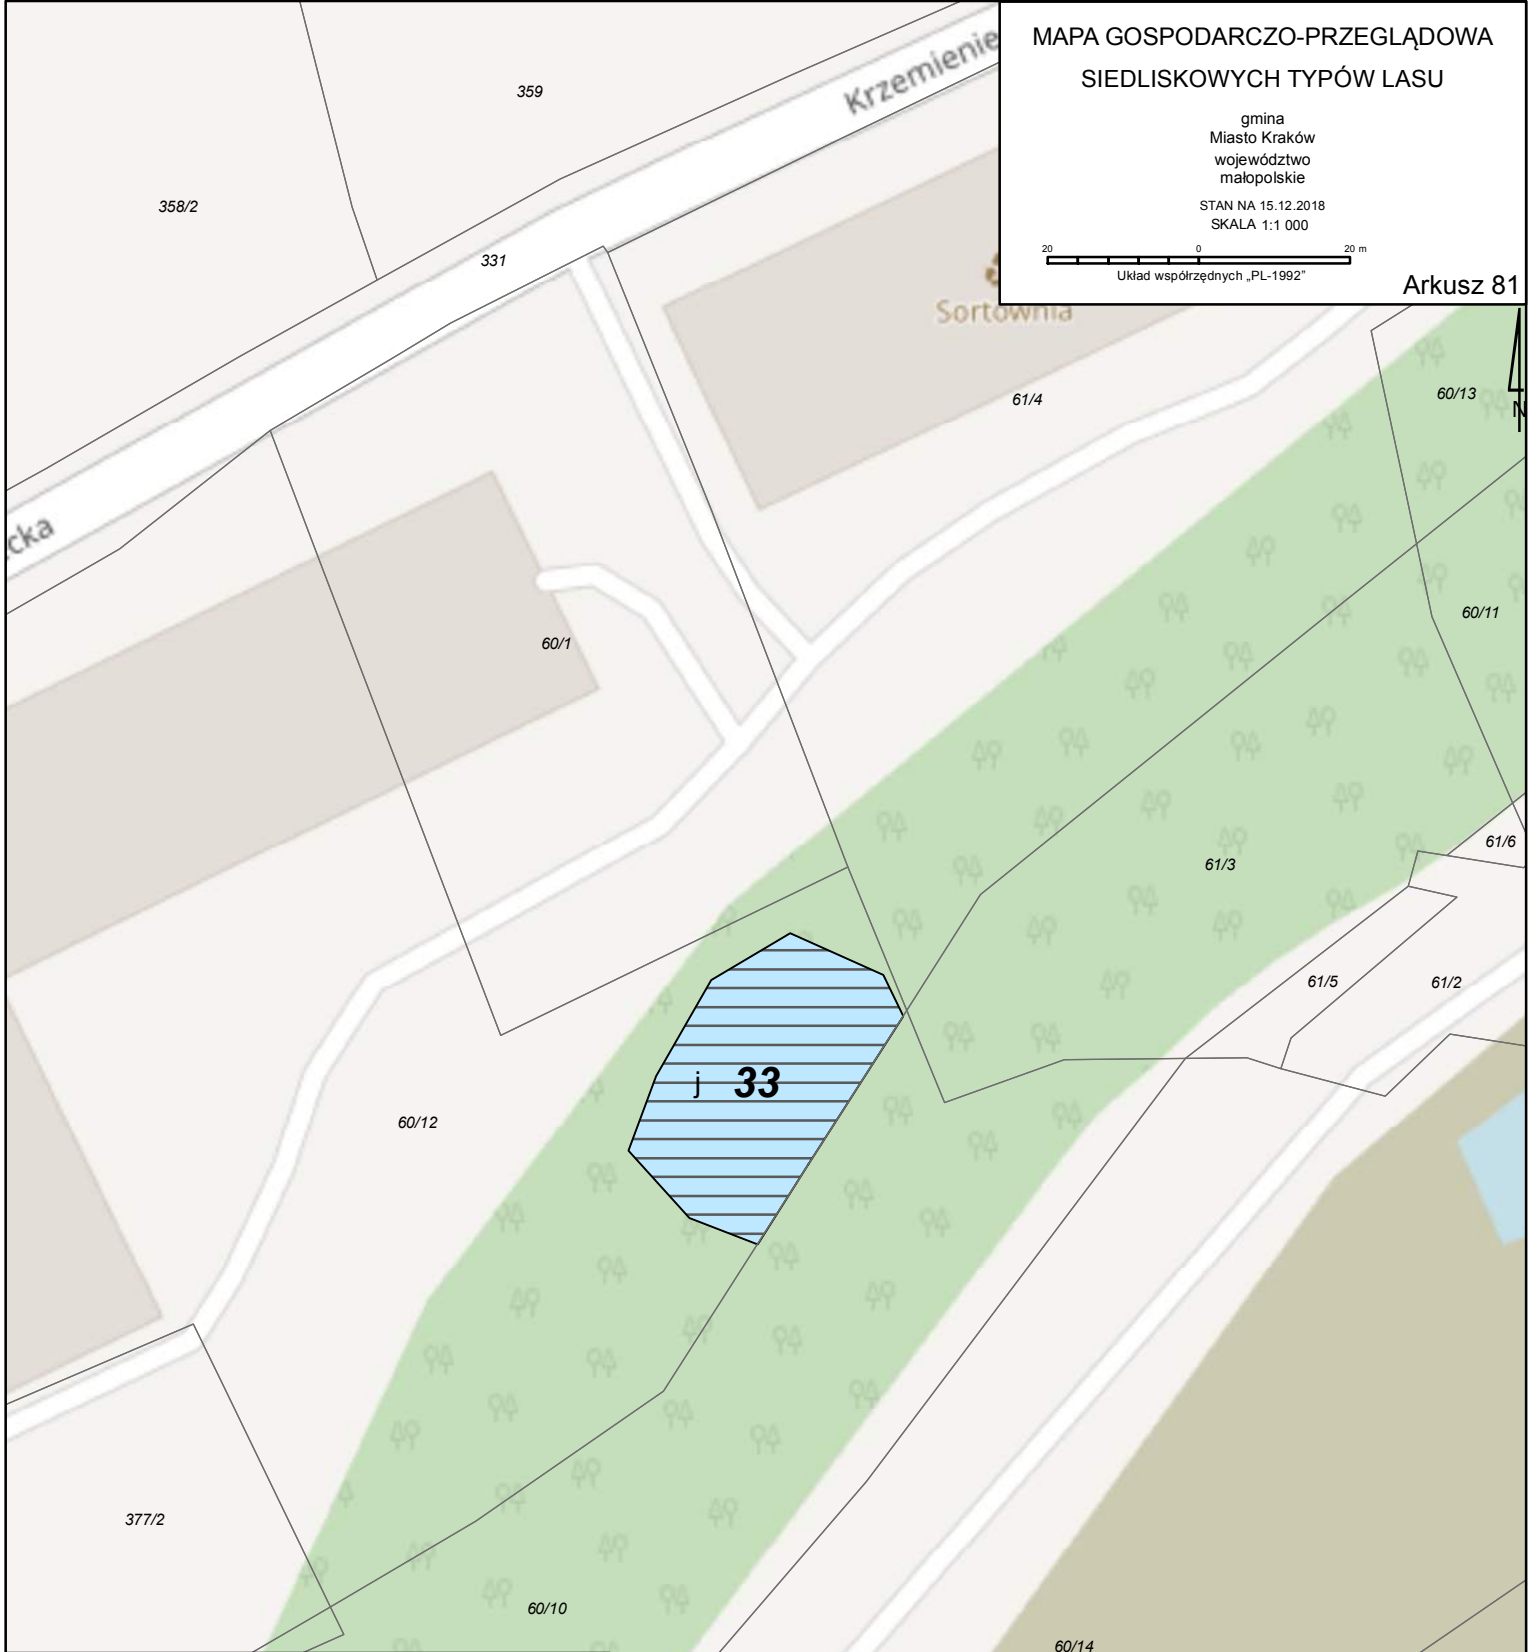 MAPA GOSPODARCZO-PRZEGLĄDOWA
SIEDLISKOWYCH TYPÓW LASU
gmina
Miasto Kraków
województwo
małopolskie
STAN NA 15.12.2018
SKALA 1:1 000
20 0 20 m
Układ współrzędnych „PL-1992”
Arkusz 81
Krzemienie
359
358/2
331
Sortownia
61/4
60/13
N
cka
60/11
60/1
61/6
61/3
61/5
61/2
j 33
60/12
377/2
60/10
60/14